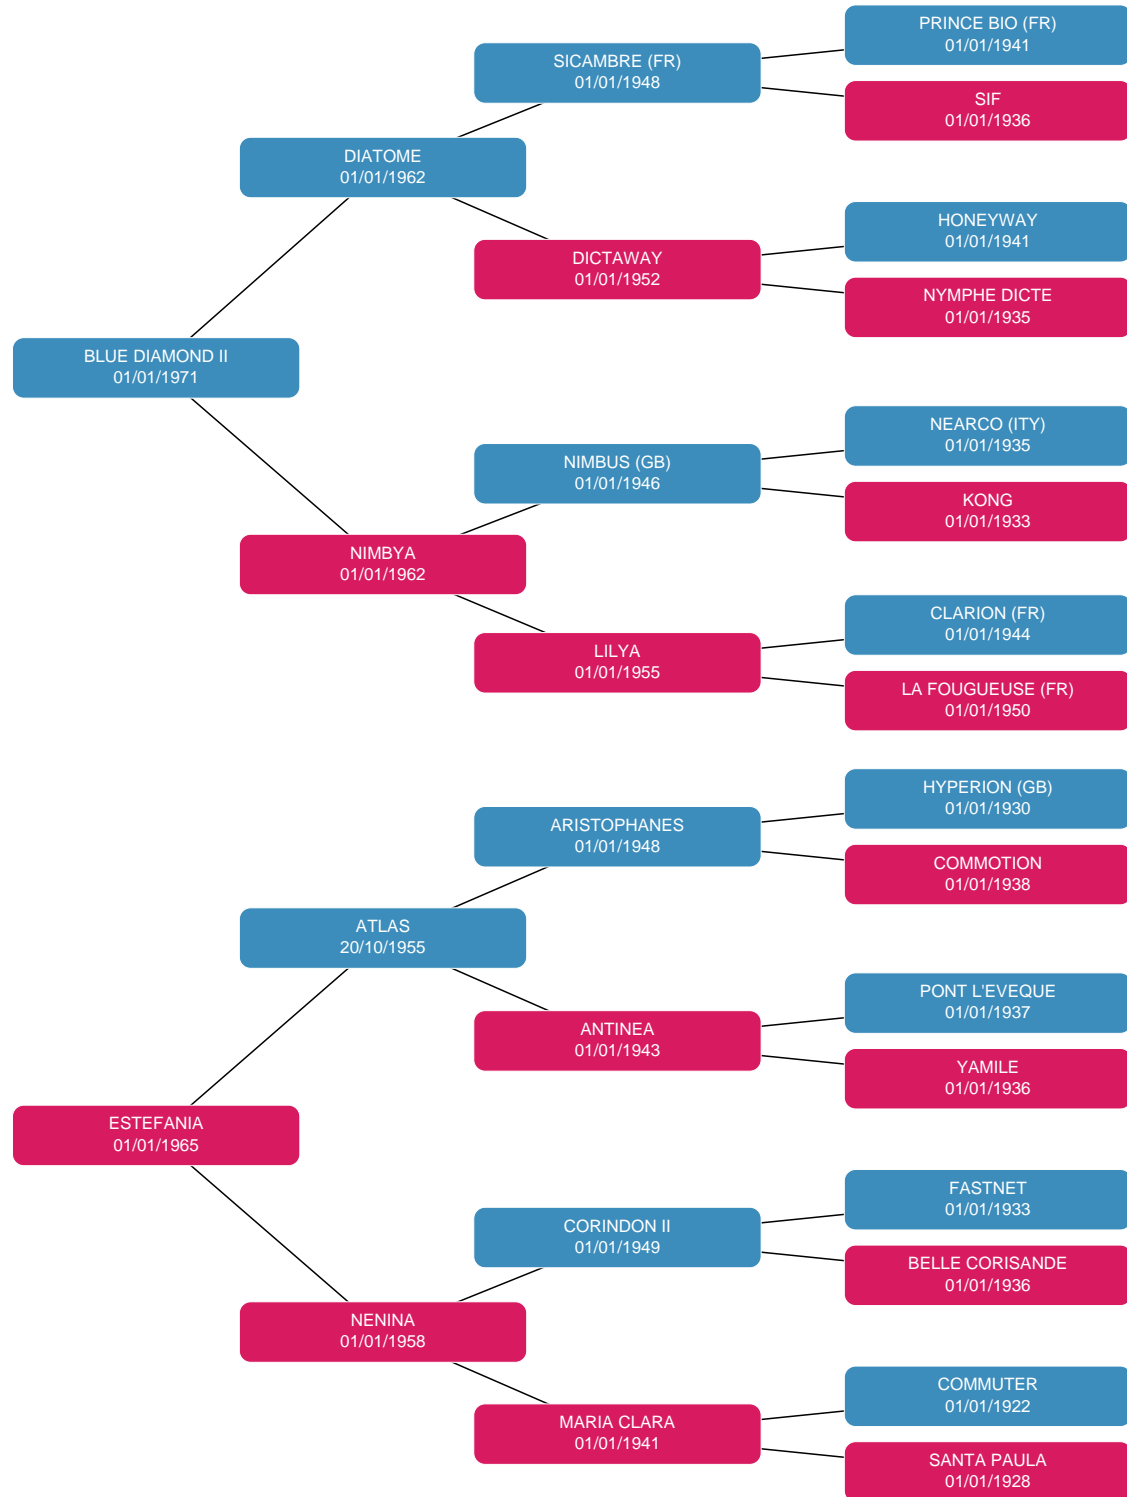 PRINCE BIO (FR)
01/01/1941
SICAMBRE (FR)
01/01/1948
SIF
01/01/1936
DIATOME
01/01/1962
HONEYWAY
01/01/1941
DICTAWAY
01/01/1952
NYMPHE DICTE
01/01/1935
BLUE DIAMOND II
01/01/1971
NEARCO (ITY)
01/01/1935
NIMBUS (GB)
01/01/1946
KONG
01/01/1933
NIMBYA
01/01/1962
CLARION (FR)
01/01/1944
LILYA
01/01/1955
LA FOUGUEUSE (FR)
01/01/1950
HYPERION (GB)
01/01/1930
ARISTOPHANES
01/01/1948
COMMOTION
01/01/1938
ATLAS
20/10/1955
PONT L'EVEQUE
01/01/1937
ANTINEA
01/01/1943
YAMILE
01/01/1936
ESTEFANIA
01/01/1965
FASTNET
01/01/1933
CORINDON II
01/01/1949
BELLE CORISANDE
01/01/1936
NENINA
01/01/1958
COMMUTER
01/01/1922
MARIA CLARA
01/01/1941
SANTA PAULA
01/01/1928